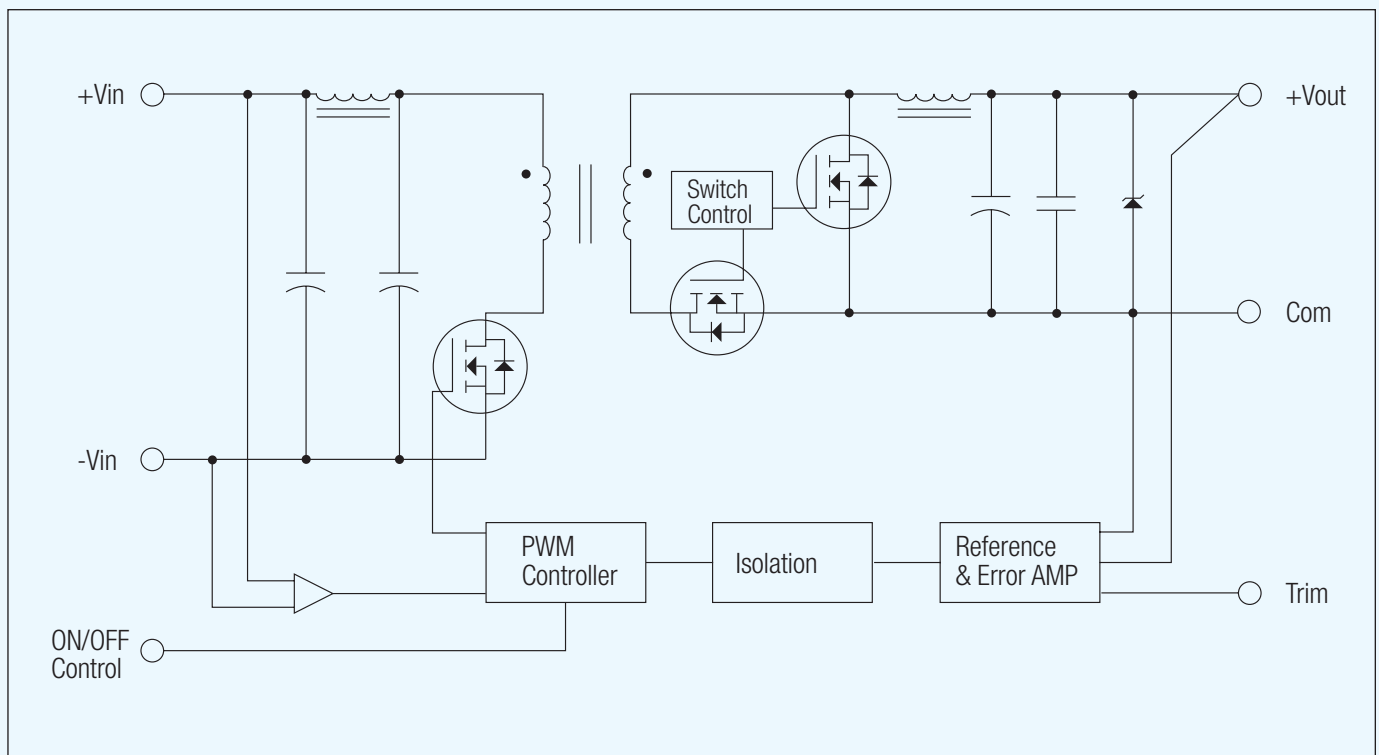 +Vin
+Vout
Switch
Control
Com
-Vin
PWM
Controller
Isolation
Reference
& Error AMP
Trim
ON/OFF
Control